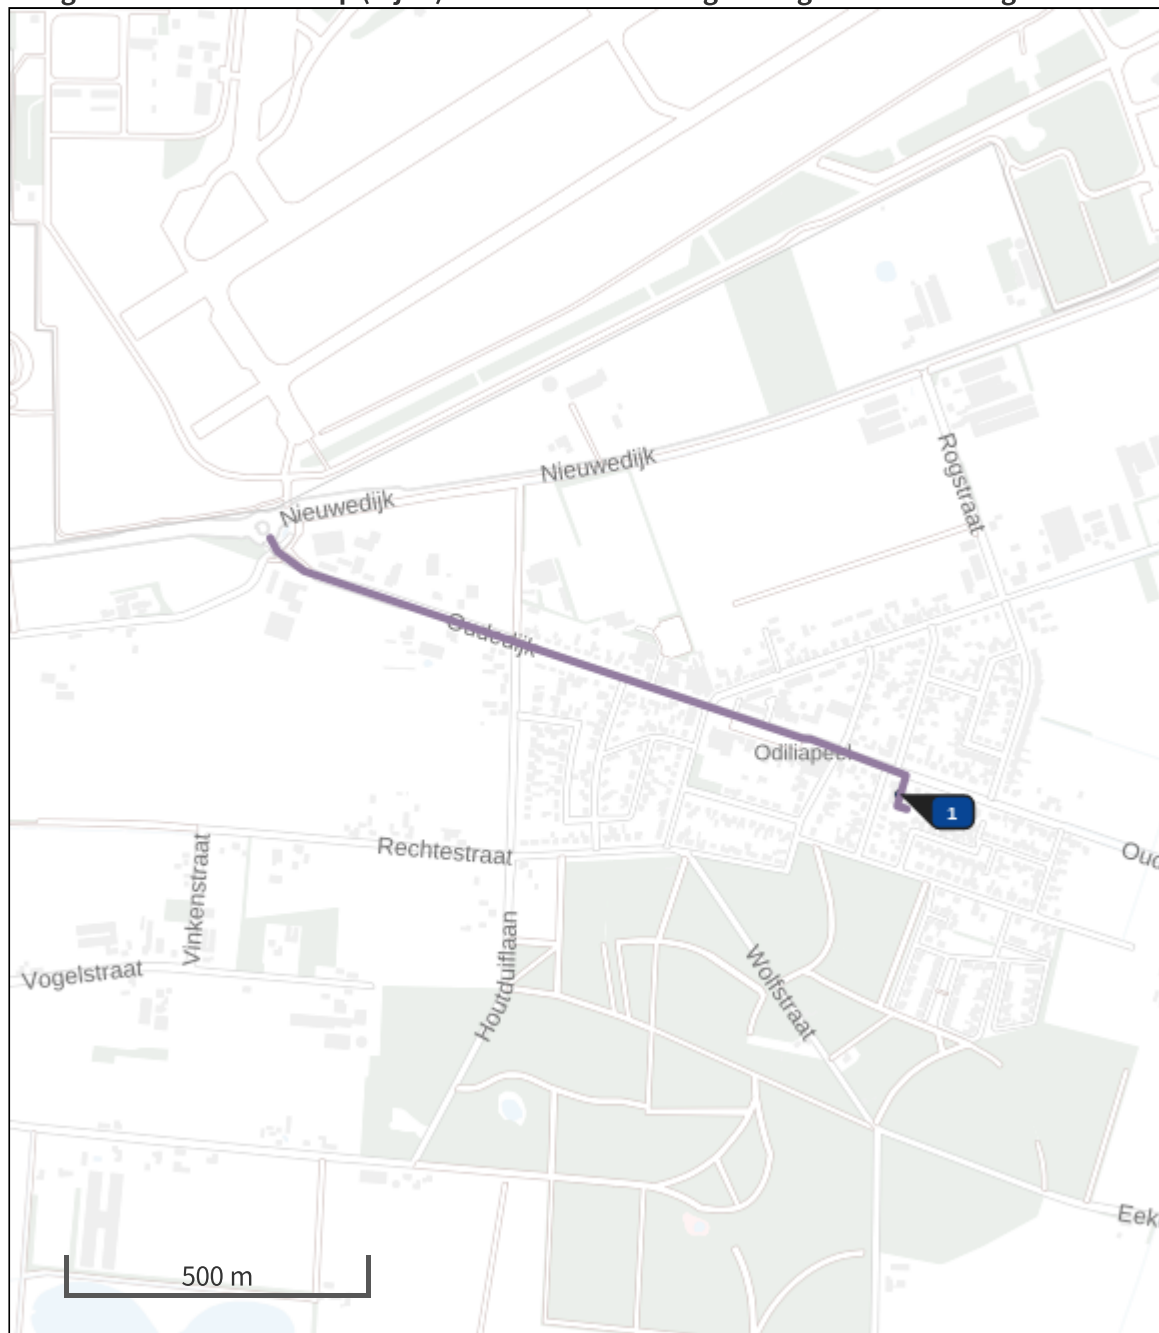 Nieuwedijk
Rogstraat
Nieuwedijk
Oudedijk
Odiliapeel
1
Rechtestraat
Oud
Vinkenstraat
Houtduiflaan
Wolfstraat
Vogelstraat
Eek
500 m